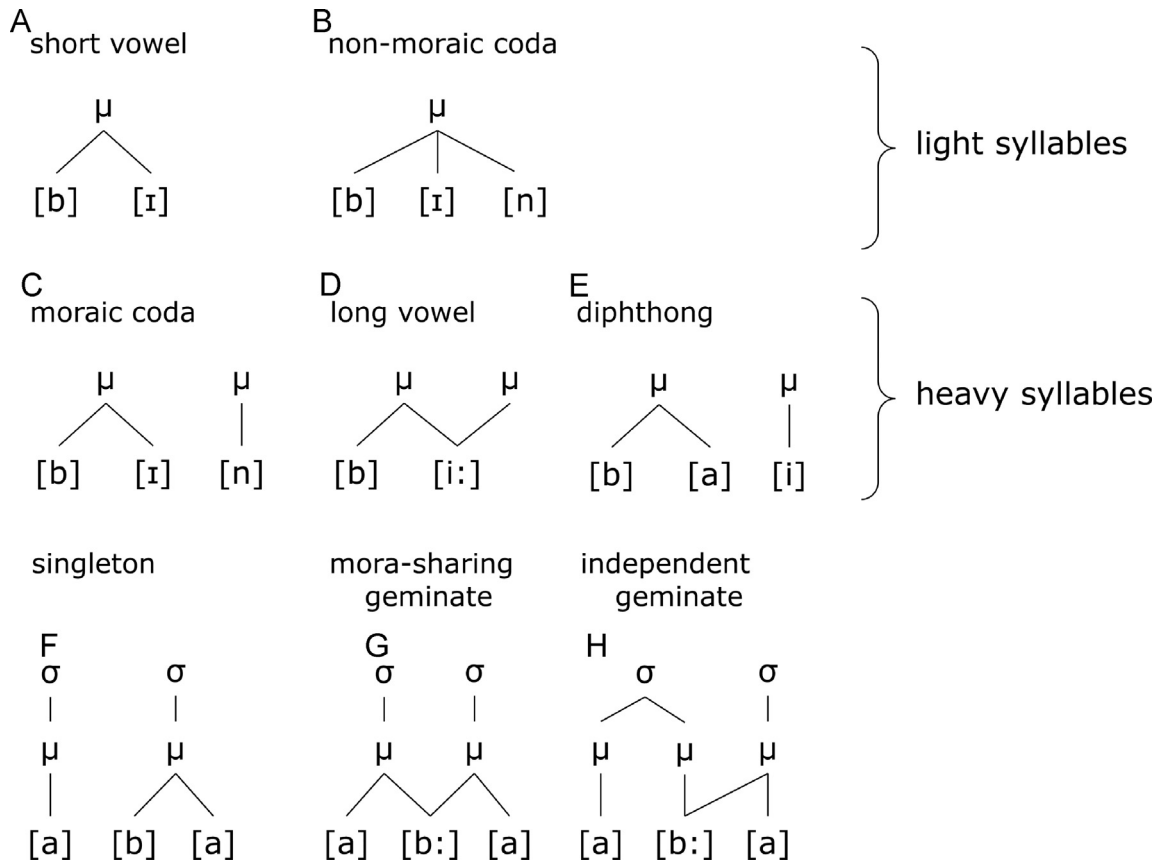 A B
short vowel non-moraic coda
μ μ
light syllables
[b] [ɪ] [b] [ɪ] [n]
C D E
moraic coda long vowel diphthong
μ μ μ μ μ μ
heavy syllables
[b] [ɪ] [n] [b] [i:] [b] [a] [i]
singleton mora-sharing independent
geminate geminate
F G H
σ σ σ σ σ σ
μ μ μ μ μ μ μ
[a] [b] [a] [a] [b:] [a] [a] [b:] [a]